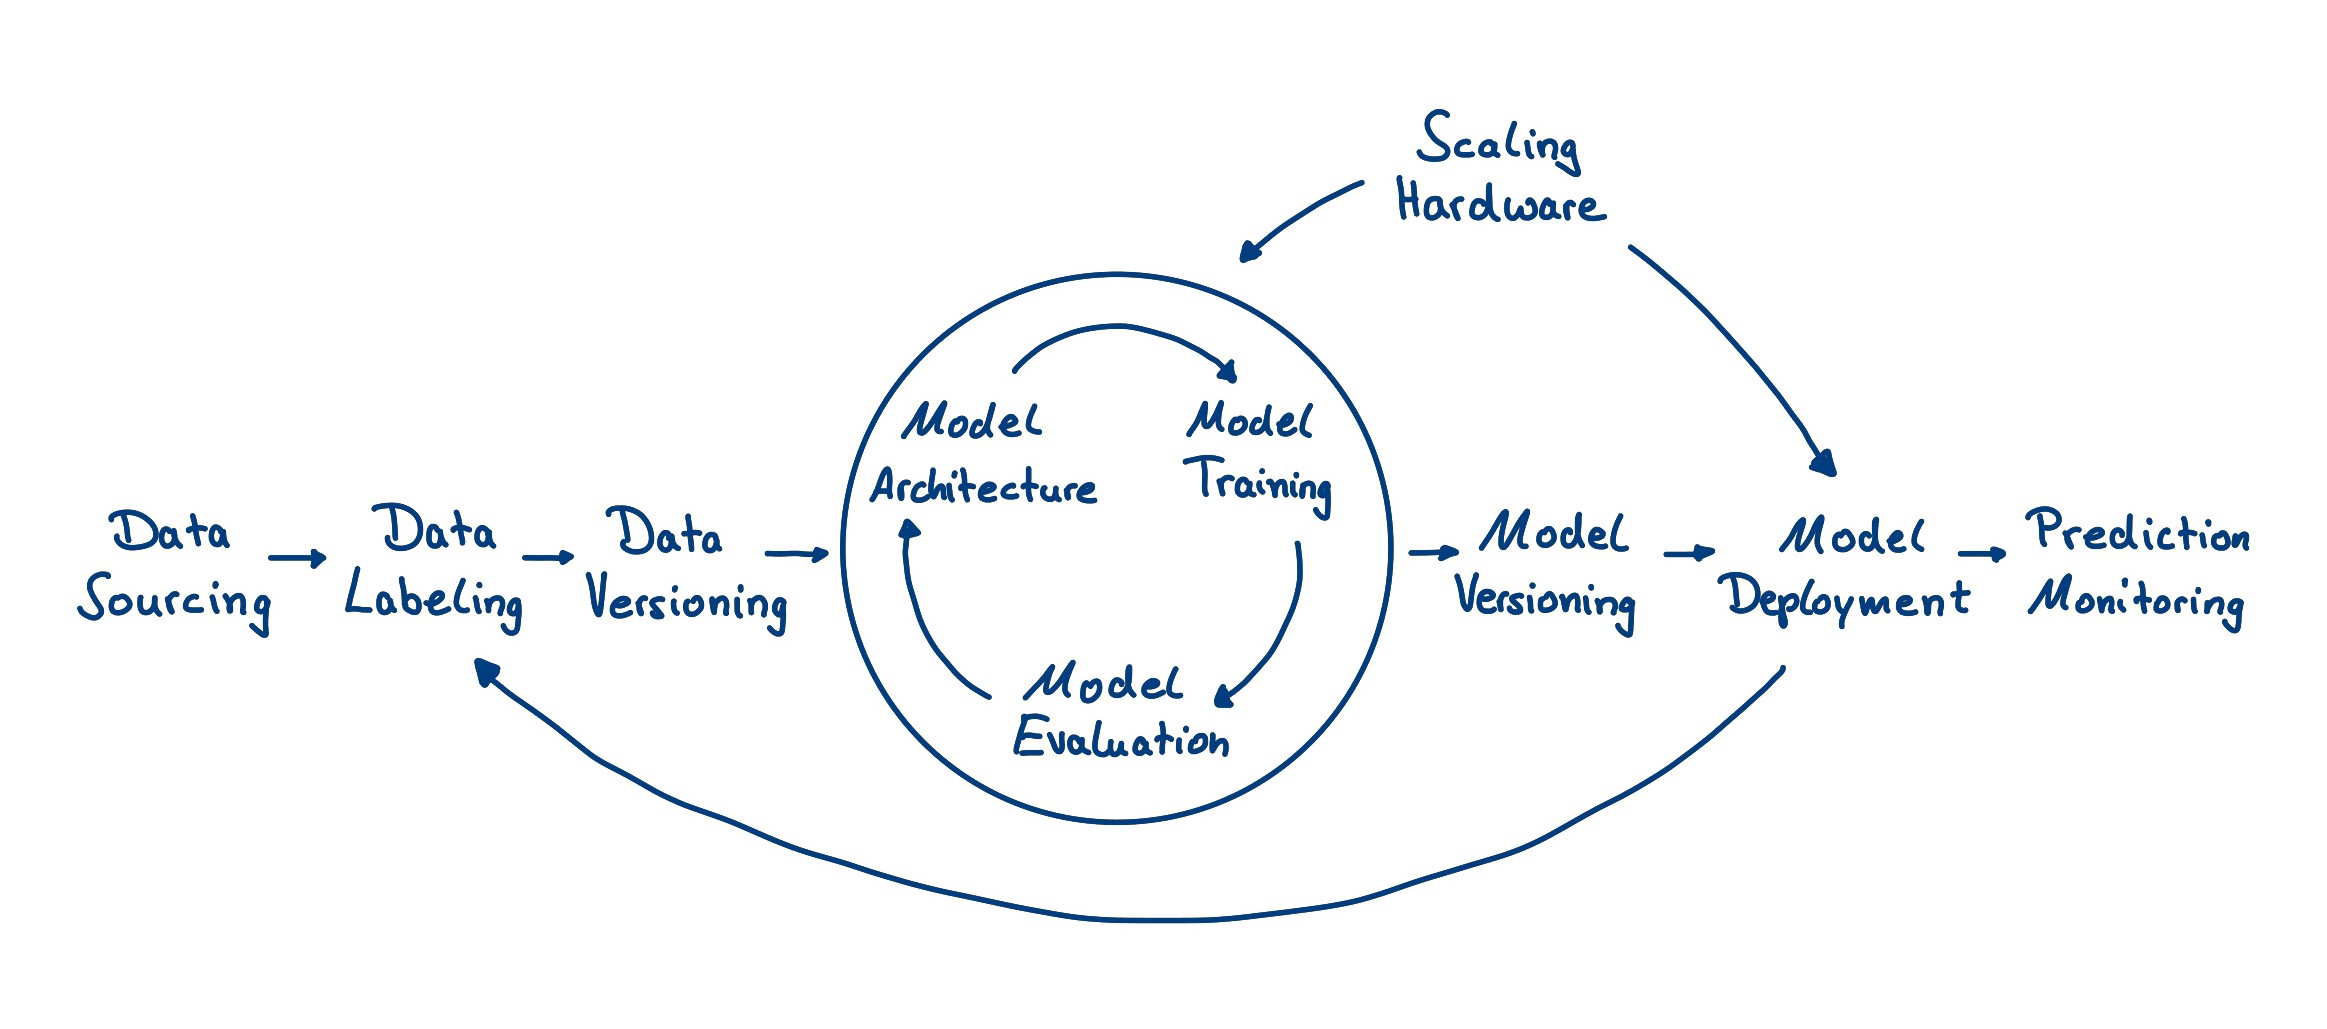 Scaling
Hardware
Data
Sourcing
Data
Labeling
Data
Versioning
Model
Architecture
Model
Training
Model
Evaluation
Model
Versioning
Model
Deployment
Prediction
Monitoring